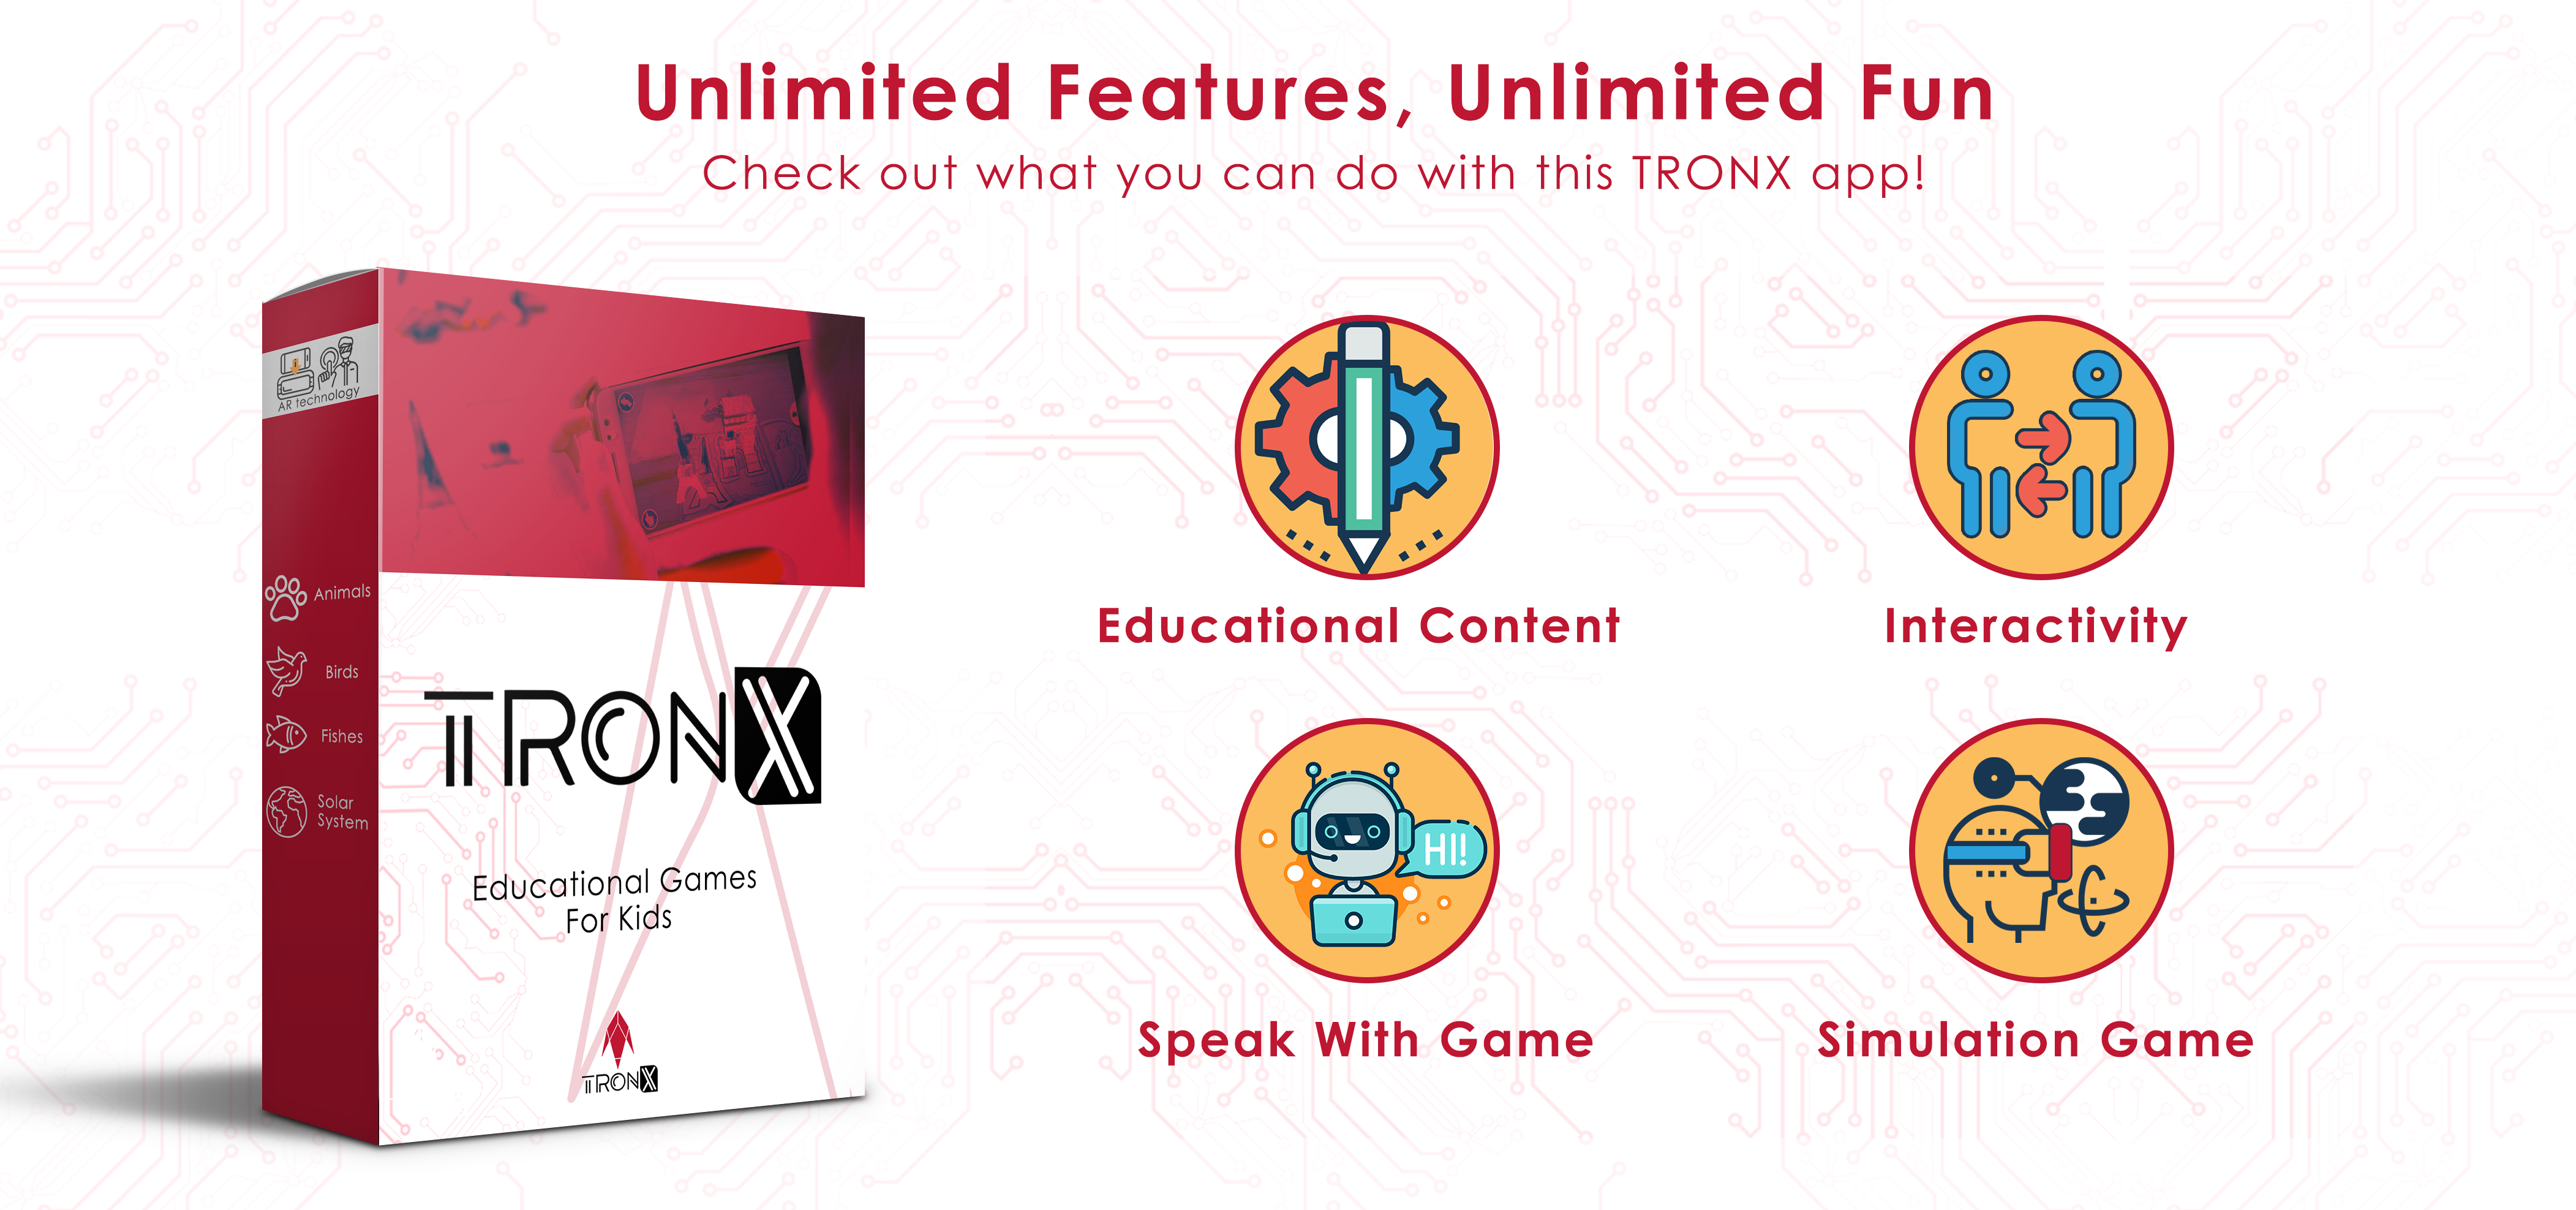 Unlimited Features, Unlimited Fun
Check out what you can do with this TRONX app!
AR technology
Animals
Birds
Fishes
Solar
System
TRONX
Educational Games
For Kids
TRONX
Educational Content
Interactivity
HI!
Speak With Game
Simulation Game